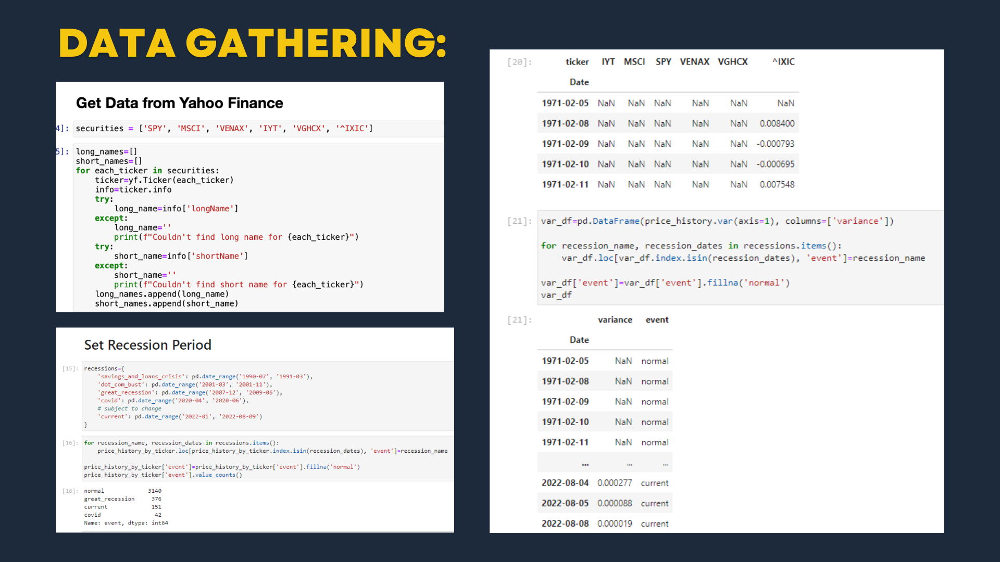 DATA GATHERING:
Get Data from Yahoo Finance
4]: securities = ['SPY', 'MSCI', 'VENAX', 'IYT', 'VGHCX', '^IXIC']
5]: long_names=[]
short_names=[]
for each_ticker in securities:
    ticker=yf.Ticker(each_ticker)
    info=ticker.info
    try:
        long_name=info['longName']
    except:
        long_name=''
        print(f"Couldn't find long name for {each_ticker}")
    try:
        short_name=info['shortName']
    except:
        short_name=''
        print(f"Couldn't find short name for {each_ticker}")
    long_names.append(long_name)
    short_names.append(short_name)
Set Recession Period
[15]: recessions={
    'savings_and_loans_crisis': pd.date_range('1990-07', '1991-03'),
    'dot_com_bust': pd.date_range('2001-03', '2001-11'),
    'great_recession': pd.date_range('2007-12', '2009-06'),
    'covid': pd.date_range('2020-04', '2020-06'),
    # subject to change
    'current': pd.date_range('2022-01', '2022-08-09')
}
[16]: for recession_name, recession_dates in recessions.items():
    price_history_by_ticker.loc[price_history_by_ticker.index.isin(recession_dates), 'event']=recession_name
price_history_by_ticker['event']=price_history_by_ticker['event'].fillna('normal')
price_history_by_ticker['event'].value_counts()
[16]: normal 3140
great_recession 376
current 151
covid 42
Name: event, dtype: int64
[20]: ticker IYT MSCI SPY VENAX VGHCX ^IXIC
Date
1971-02-05 NaN NaN NaN NaN NaN NaN
1971-02-08 NaN NaN NaN NaN NaN 0.008400
1971-02-09 NaN NaN NaN NaN NaN -0.000793
1971-02-10 NaN NaN NaN NaN NaN -0.000695
1971-02-11 NaN NaN NaN NaN NaN 0.007548
[21]: var_df=pd.DataFrame(price_history.var(axis=1), columns=['variance'])
for recession_name, recession_dates in recessions.items():
    var_df.loc[var_df.index.isin(recession_dates), 'event']=recession_name
var_df['event']=var_df['event'].fillna('normal')
var_df
[21]: variance event
Date
1971-02-05 NaN normal
1971-02-08 NaN normal
1971-02-09 NaN normal
1971-02-10 NaN normal
1971-02-11 NaN normal
... ... ...
2022-08-04 0.000277 current
2022-08-05 0.000088 current
2022-08-08 0.000019 current